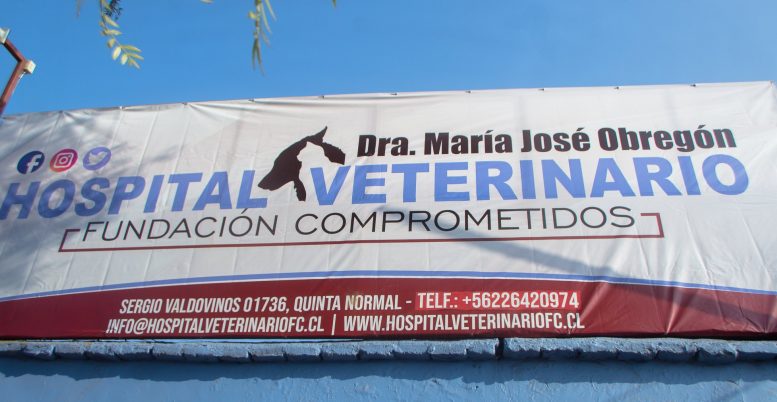 Dra. María José Obregón
HOSPITAL VETERINARIO
FUNDACIÓN COMPROMETIDOS
SERGIO VALDOVINOS 01736, QUINTA NORMAL - TELF.: +56226420974
INFO@HOSPITALVETERINARIOFC.CL | WWW.HOSPITALVETERINARIOFC.CL